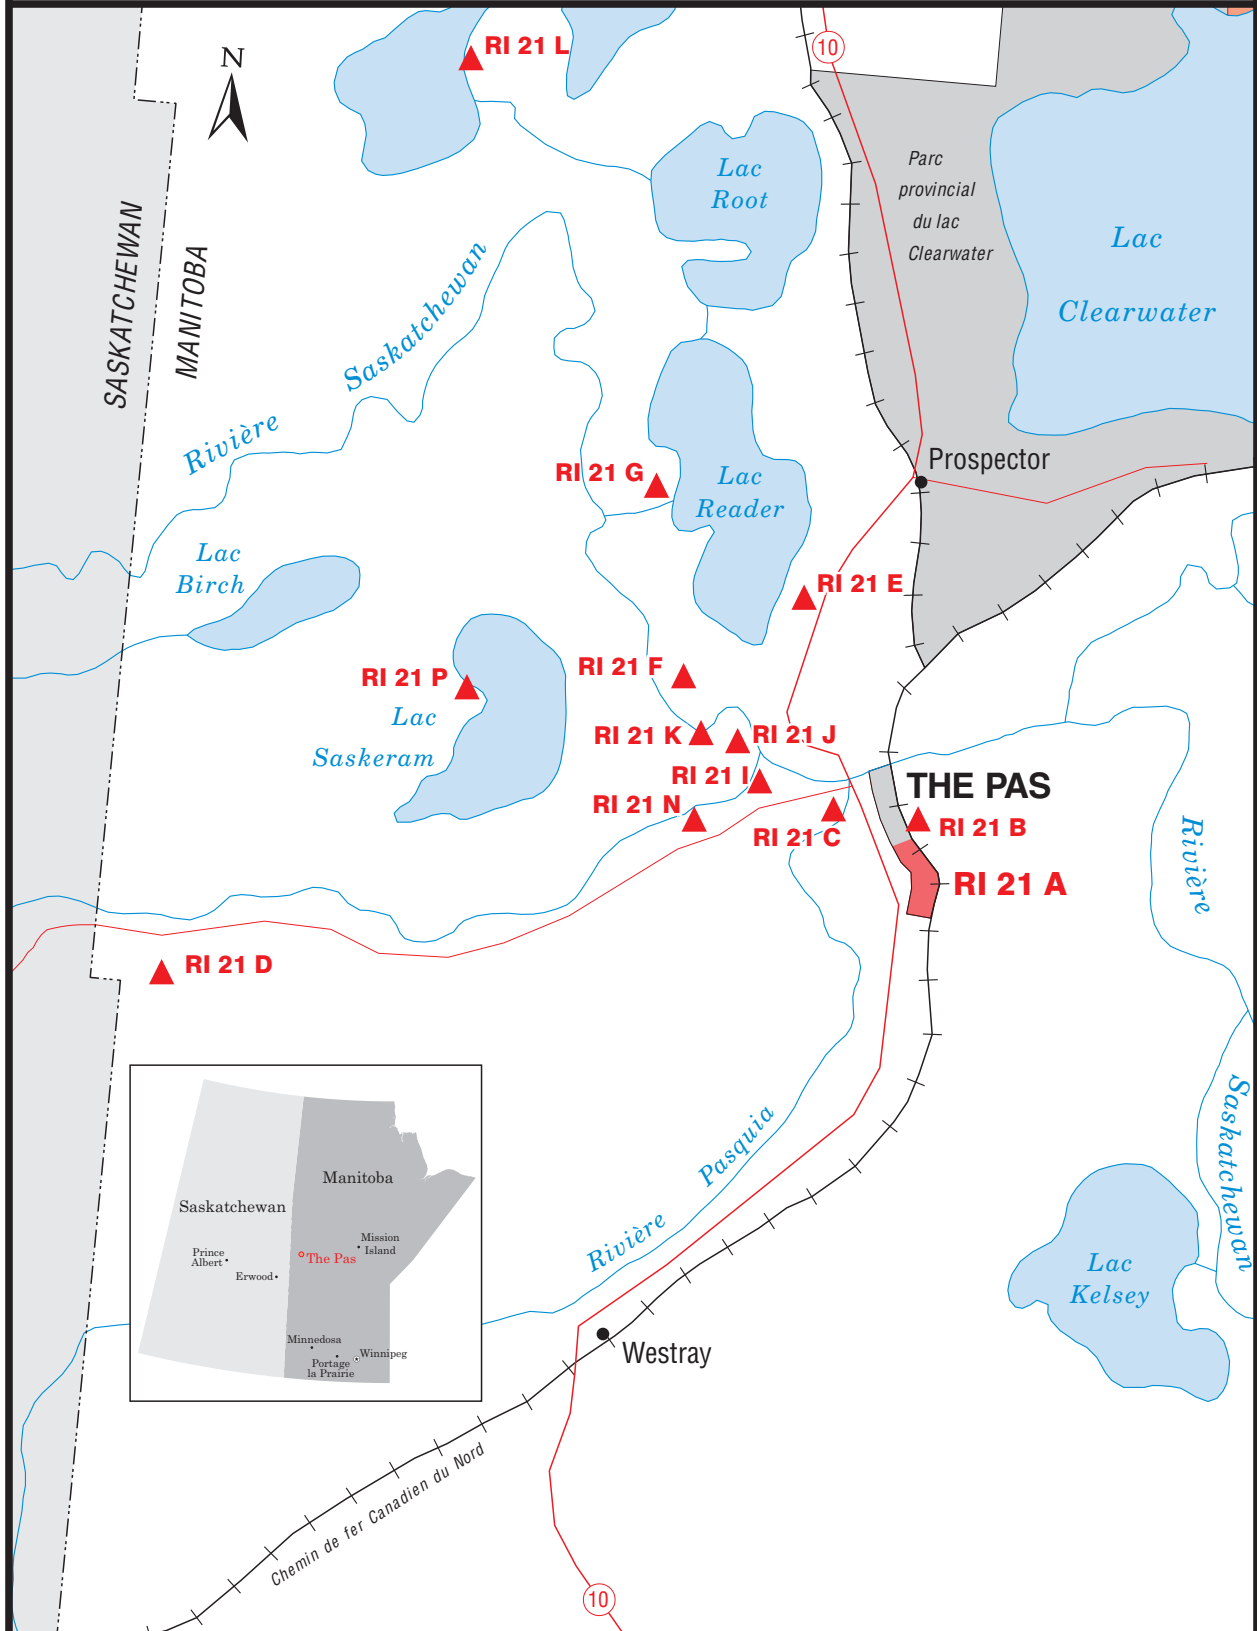 RI 21 L
10
N
Lac
Root
Parc
provincial
du lac
Clearwater
Lac
Clearwater
SASKATCHEWAN
MANITOBA
Rivière
Saskatchewan
RI 21 G
Lac
Reader
Prospector
Lac
Birch
RI 21 E
RI 21 F
RI 21 P
Lac
Saskeram
RI 21 K
RI 21 J
RI 21 I
RI 21 N
RI 21 C
THE PAS
RI 21 B
RI 21 A
Rivière
Saskatchewan
RI 21 D
Rivière
Pasquia
Lac
Kelsey
Westray
Chemin de fer Canadien du Nord
10
Manitoba
Saskatchewan
Mission
Island
Prince
Albert
The Pas
Erwood
Minnedosa
Winnipeg
Portage
la Prairie